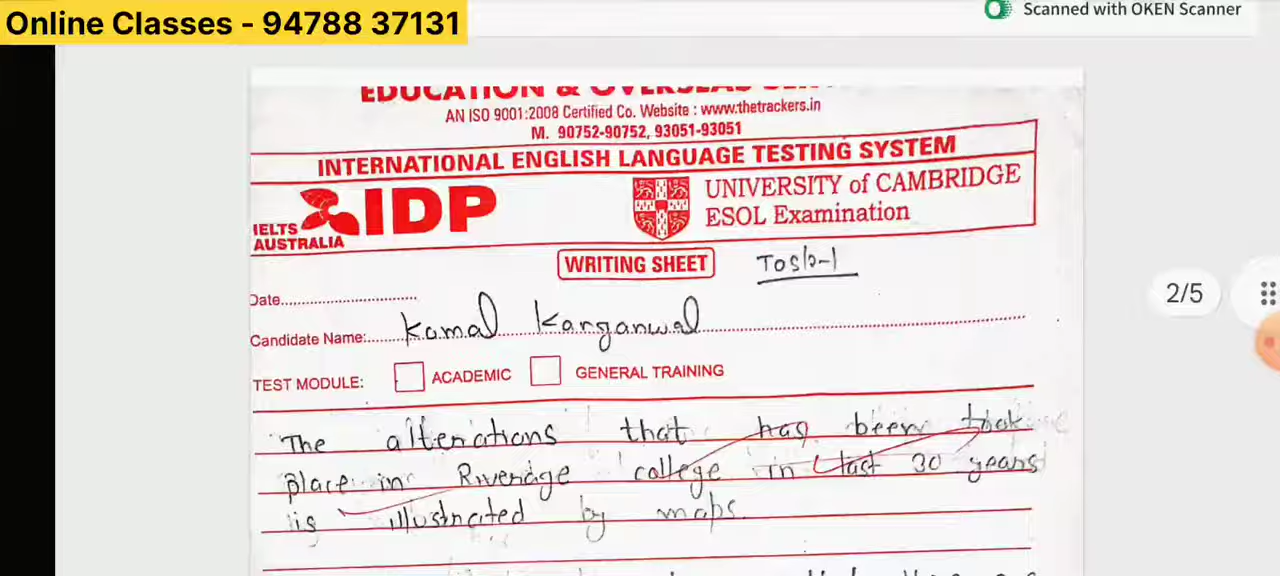 Online Classes - 94788 37131
Scanned with OKEN Scanner
EDUCATION & OVERSEAS
AN ISO 9001:2008 Certified Co. Website : www.thetrackers.in
M. 90752-90752, 93051-93051
INTERNATIONAL ENGLISH LANGUAGE TESTING SYSTEM
IELTS AUSTRALIA IDP
UNIVERSITY of CAMBRIDGE
ESOL Examination
WRITING SHEET
2/5
Date
Candidate Name: Kamal Karganwal
TEST MODULE: ACADEMIC GENERAL TRAINING
The alterations that has been took
place in Riveridge college in last 30 years
is illustrated by maps.